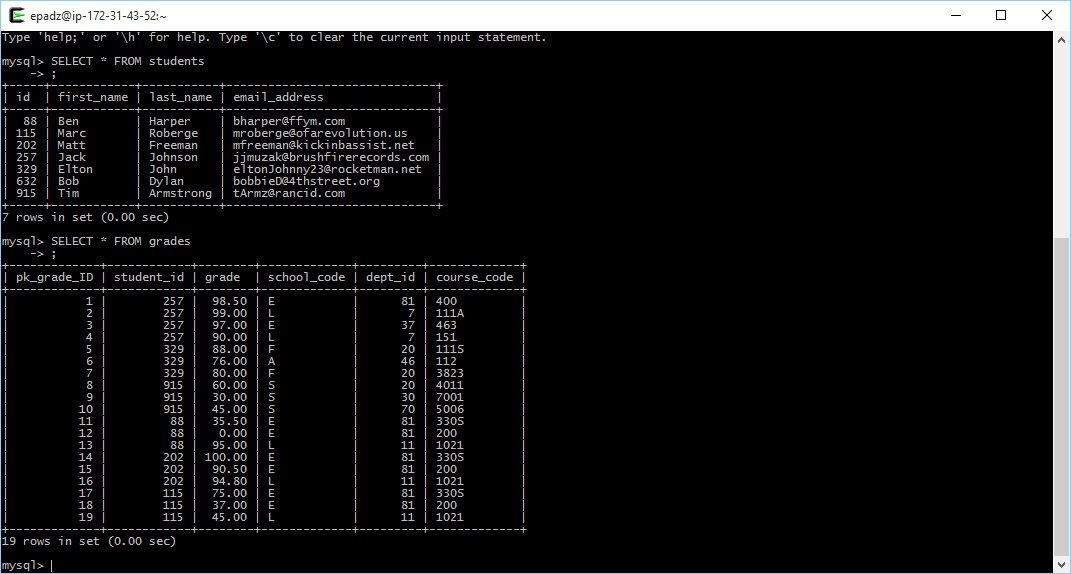 epadz@ip-172-31-43-52:~
Type 'help;' or '\h' for help. Type '\c' to clear the current input statement.
mysql> SELECT * FROM students
    -> ;
+-----+------------+-----------+------------------------------+
| id  | first_name | last_name | email_address                |
+-----+------------+-----------+------------------------------+
|  88 | Ben        | Harper    | bharper@ffym.com             |
| 115 | Marc       | Roberge   | mroberge@ofarevolution.us    |
| 202 | Matt       | Freeman   | mfreeman@kickinbassist.net   |
| 257 | Jack       | Johnson   | jjmuzak@brushfirerecords.com |
| 329 | Elton      | John      | eltonJohnny23@rocketman.net  |
| 632 | Bob        | Dylan     | bobbieD@4thstreet.org        |
| 915 | Tim        | Armstrong | tArmz@rancid.com             |
+-----+------------+-----------+------------------------------+
7 rows in set (0.00 sec)
mysql> SELECT * FROM grades
    -> ;
+-------------+------------+--------+-------------+---------+-------------+
| pk_grade_ID | student_id | grade  | school_code | dept_id | course_code |
+-------------+------------+--------+-------------+---------+-------------+
|           1 |        257 |  98.50 | E           |      81 | 400         |
|           2 |        257 |  99.00 | L           |       7 | 111A        |
|           3 |        257 |  97.00 | E           |      37 | 463         |
|           4 |        257 |  90.00 | L           |       7 | 151         |
|           5 |        329 |  88.00 | F           |      20 | 111S        |
|           6 |        329 |  76.00 | A           |      46 | 112         |
|           7 |        329 |  80.00 | F           |      20 | 3823        |
|           8 |        915 |  60.00 | S           |      20 | 4011        |
|           9 |        915 |  30.00 | S           |      30 | 7001        |
|          10 |        915 |  45.00 | S           |      70 | 5006        |
|          11 |         88 |  35.50 | E           |      81 | 330S        |
|          12 |         88 |   0.00 | E           |      81 | 200         |
|          13 |         88 |  95.00 | L           |      11 | 1021        |
|          14 |        202 | 100.00 | E           |      81 | 330S        |
|          15 |        202 |  90.50 | E           |      81 | 200         |
|          16 |        202 |  94.80 | L           |      11 | 1021        |
|          17 |        115 |  75.00 | E           |      81 | 330S        |
|          18 |        115 |  37.00 | E           |      81 | 200         |
|          19 |        115 |  45.00 | L           |      11 | 1021        |
+-------------+------------+--------+-------------+---------+-------------+
19 rows in set (0.00 sec)
mysql>